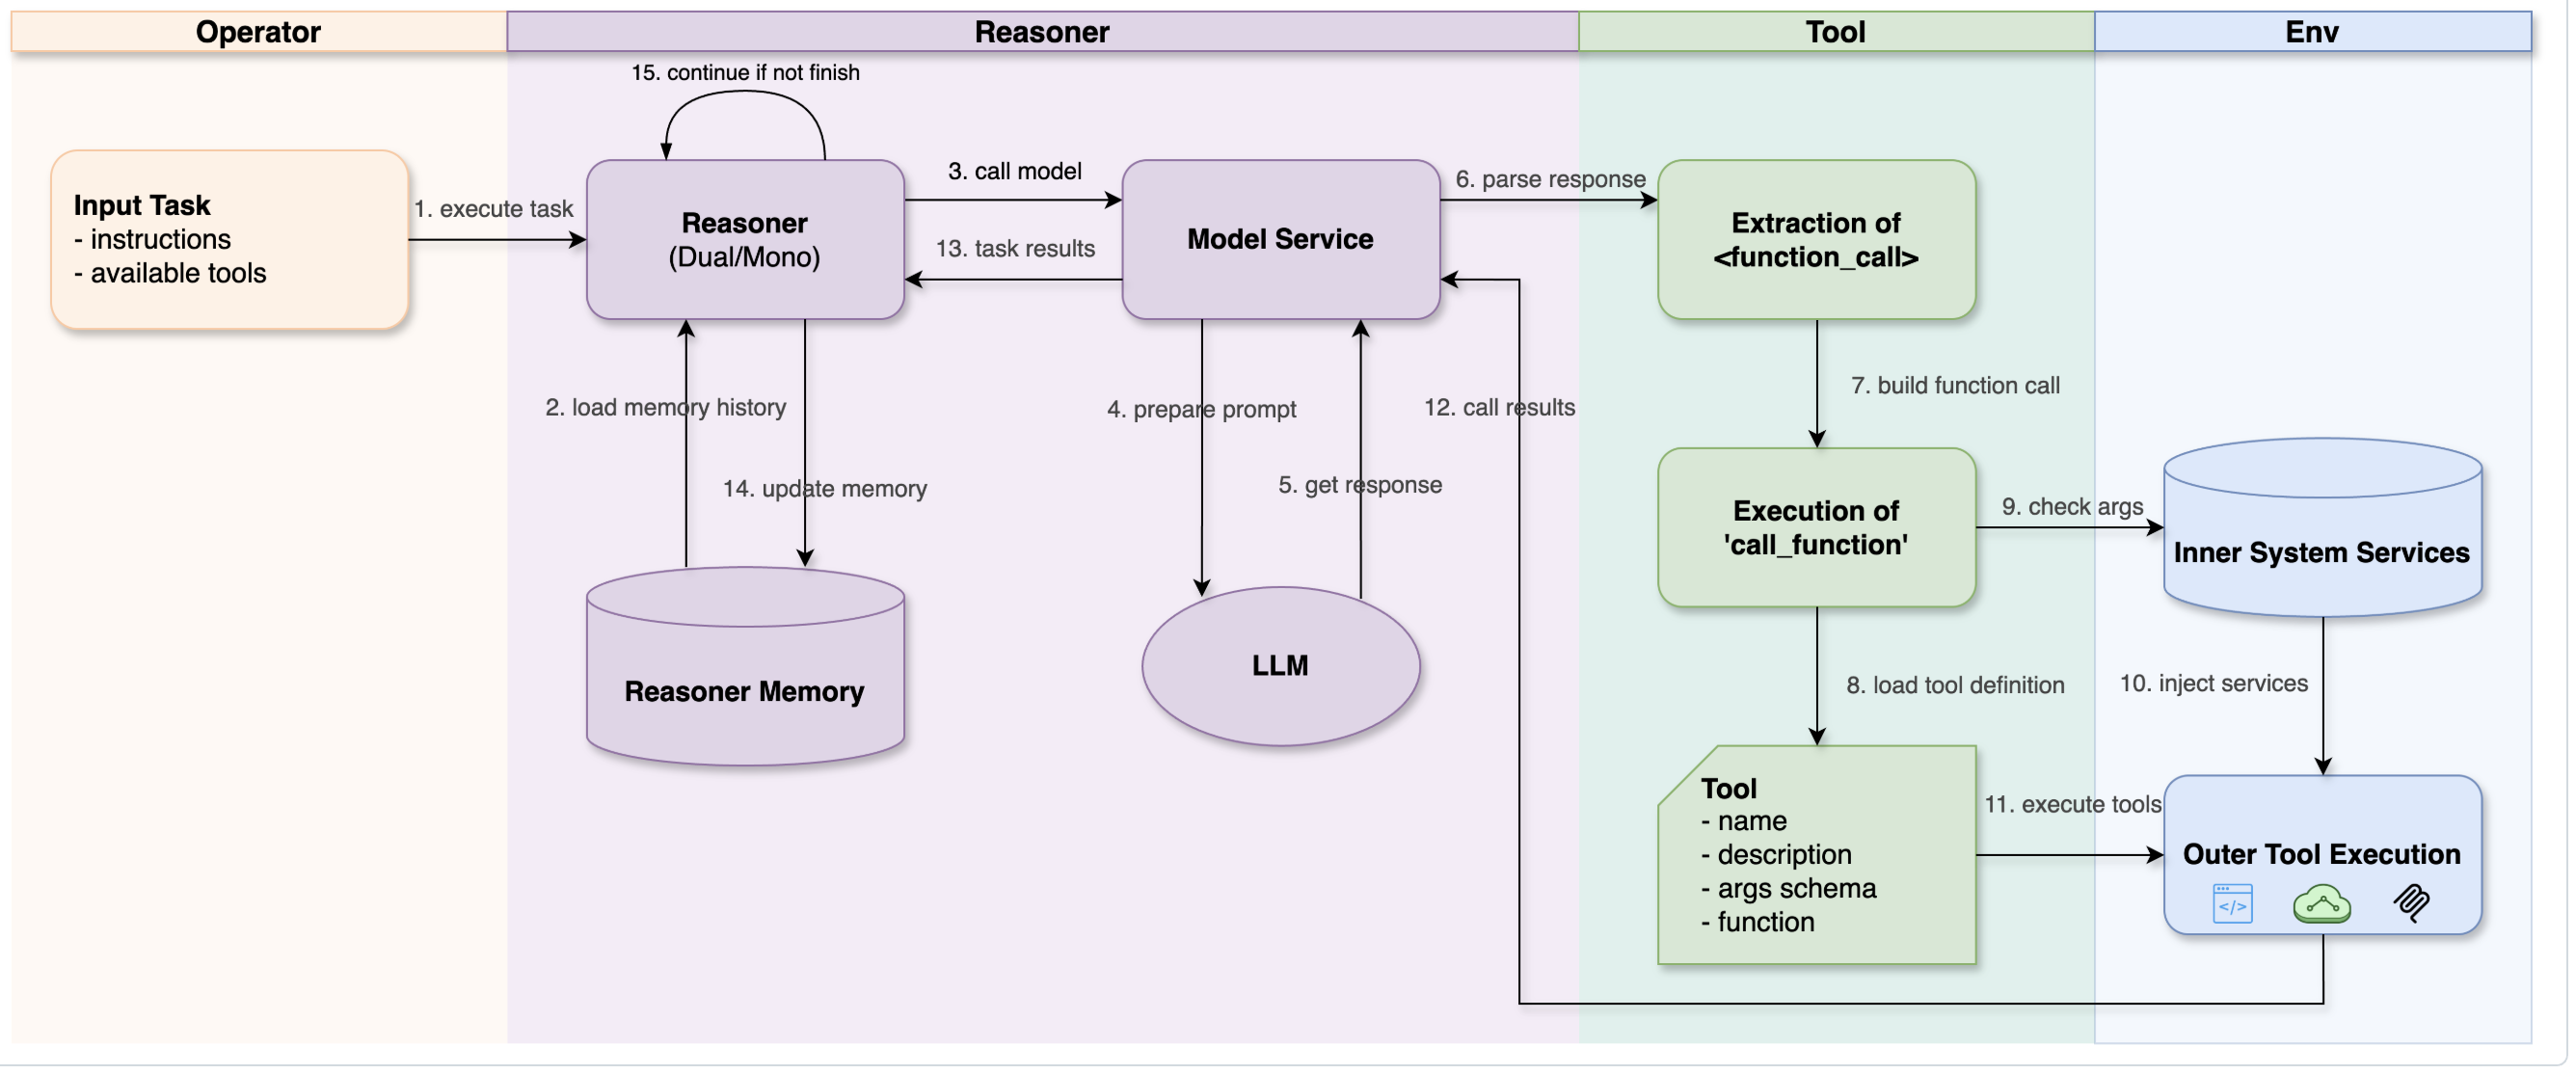 Operator
Reasoner
Tool
Env
15. continue if not finish
Input Task
- instructions
- available tools
1. execute task
Reasoner
(Dual/Mono)
3. call model
13. task results
Model Service
6. parse response
Extraction of
<function_call>
2. load memory history
14. update memory
4. prepare prompt
5. get response
12. call results
7. build function call
Execution of
'call_function'
9. check args
Inner System Services
Reasoner Memory
LLM
8. load tool definition
10. inject services
Tool
- name
- description
- args schema
- function
11. execute tools
Outer Tool Execution
</>